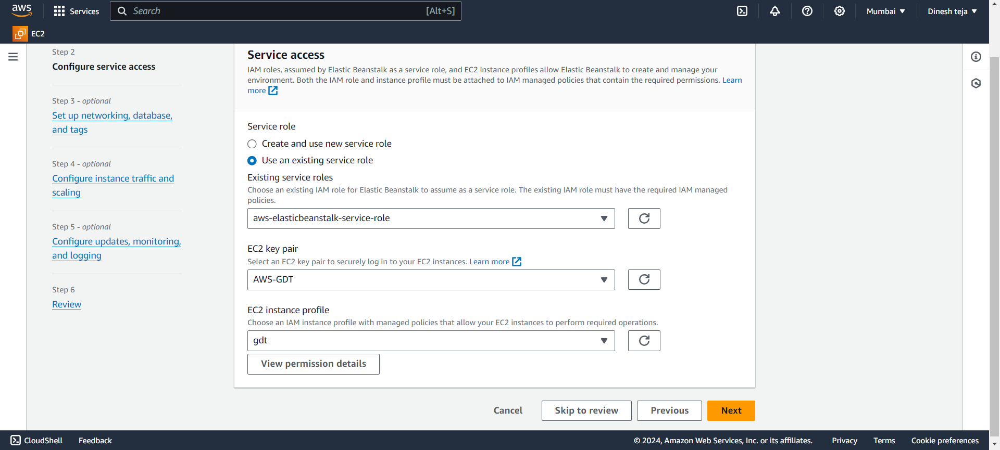 aws
Services
Search
[Alt+S]
Mumbai
Dinesh teja
EC2
Step 2
Configure service access
Step 3 - optional
Set up networking, database,
and tags
Step 4 - optional
Configure instance traffic and
scaling
Step 5 - optional
Configure updates, monitoring,
and logging
Step 6
Review
Service access
IAM roles, assumed by Elastic Beanstalk as a service role, and EC2 instance profiles allow Elastic Beanstalk to create and manage your
environment. Both the IAM role and instance profile must be attached to IAM managed policies that contain the required permissions. Learn
more
Service role
Create and use new service role
Use an existing service role
Existing service roles
Choose an existing IAM role for Elastic Beanstalk to assume as a service role. The existing IAM role must have the required IAM managed
policies.
aws-elasticbeanstalk-service-role
EC2 key pair
Select an EC2 key pair to securely log in to your EC2 instances. Learn more
AWS-GDT
EC2 instance profile
Choose an IAM instance profile with managed policies that allow your EC2 instances to perform required operations.
gdt
View permission details
Cancel
Skip to review
Previous
Next
CloudShell
Feedback
© 2024, Amazon Web Services, Inc. or its affiliates.
Privacy
Terms
Cookie preferences